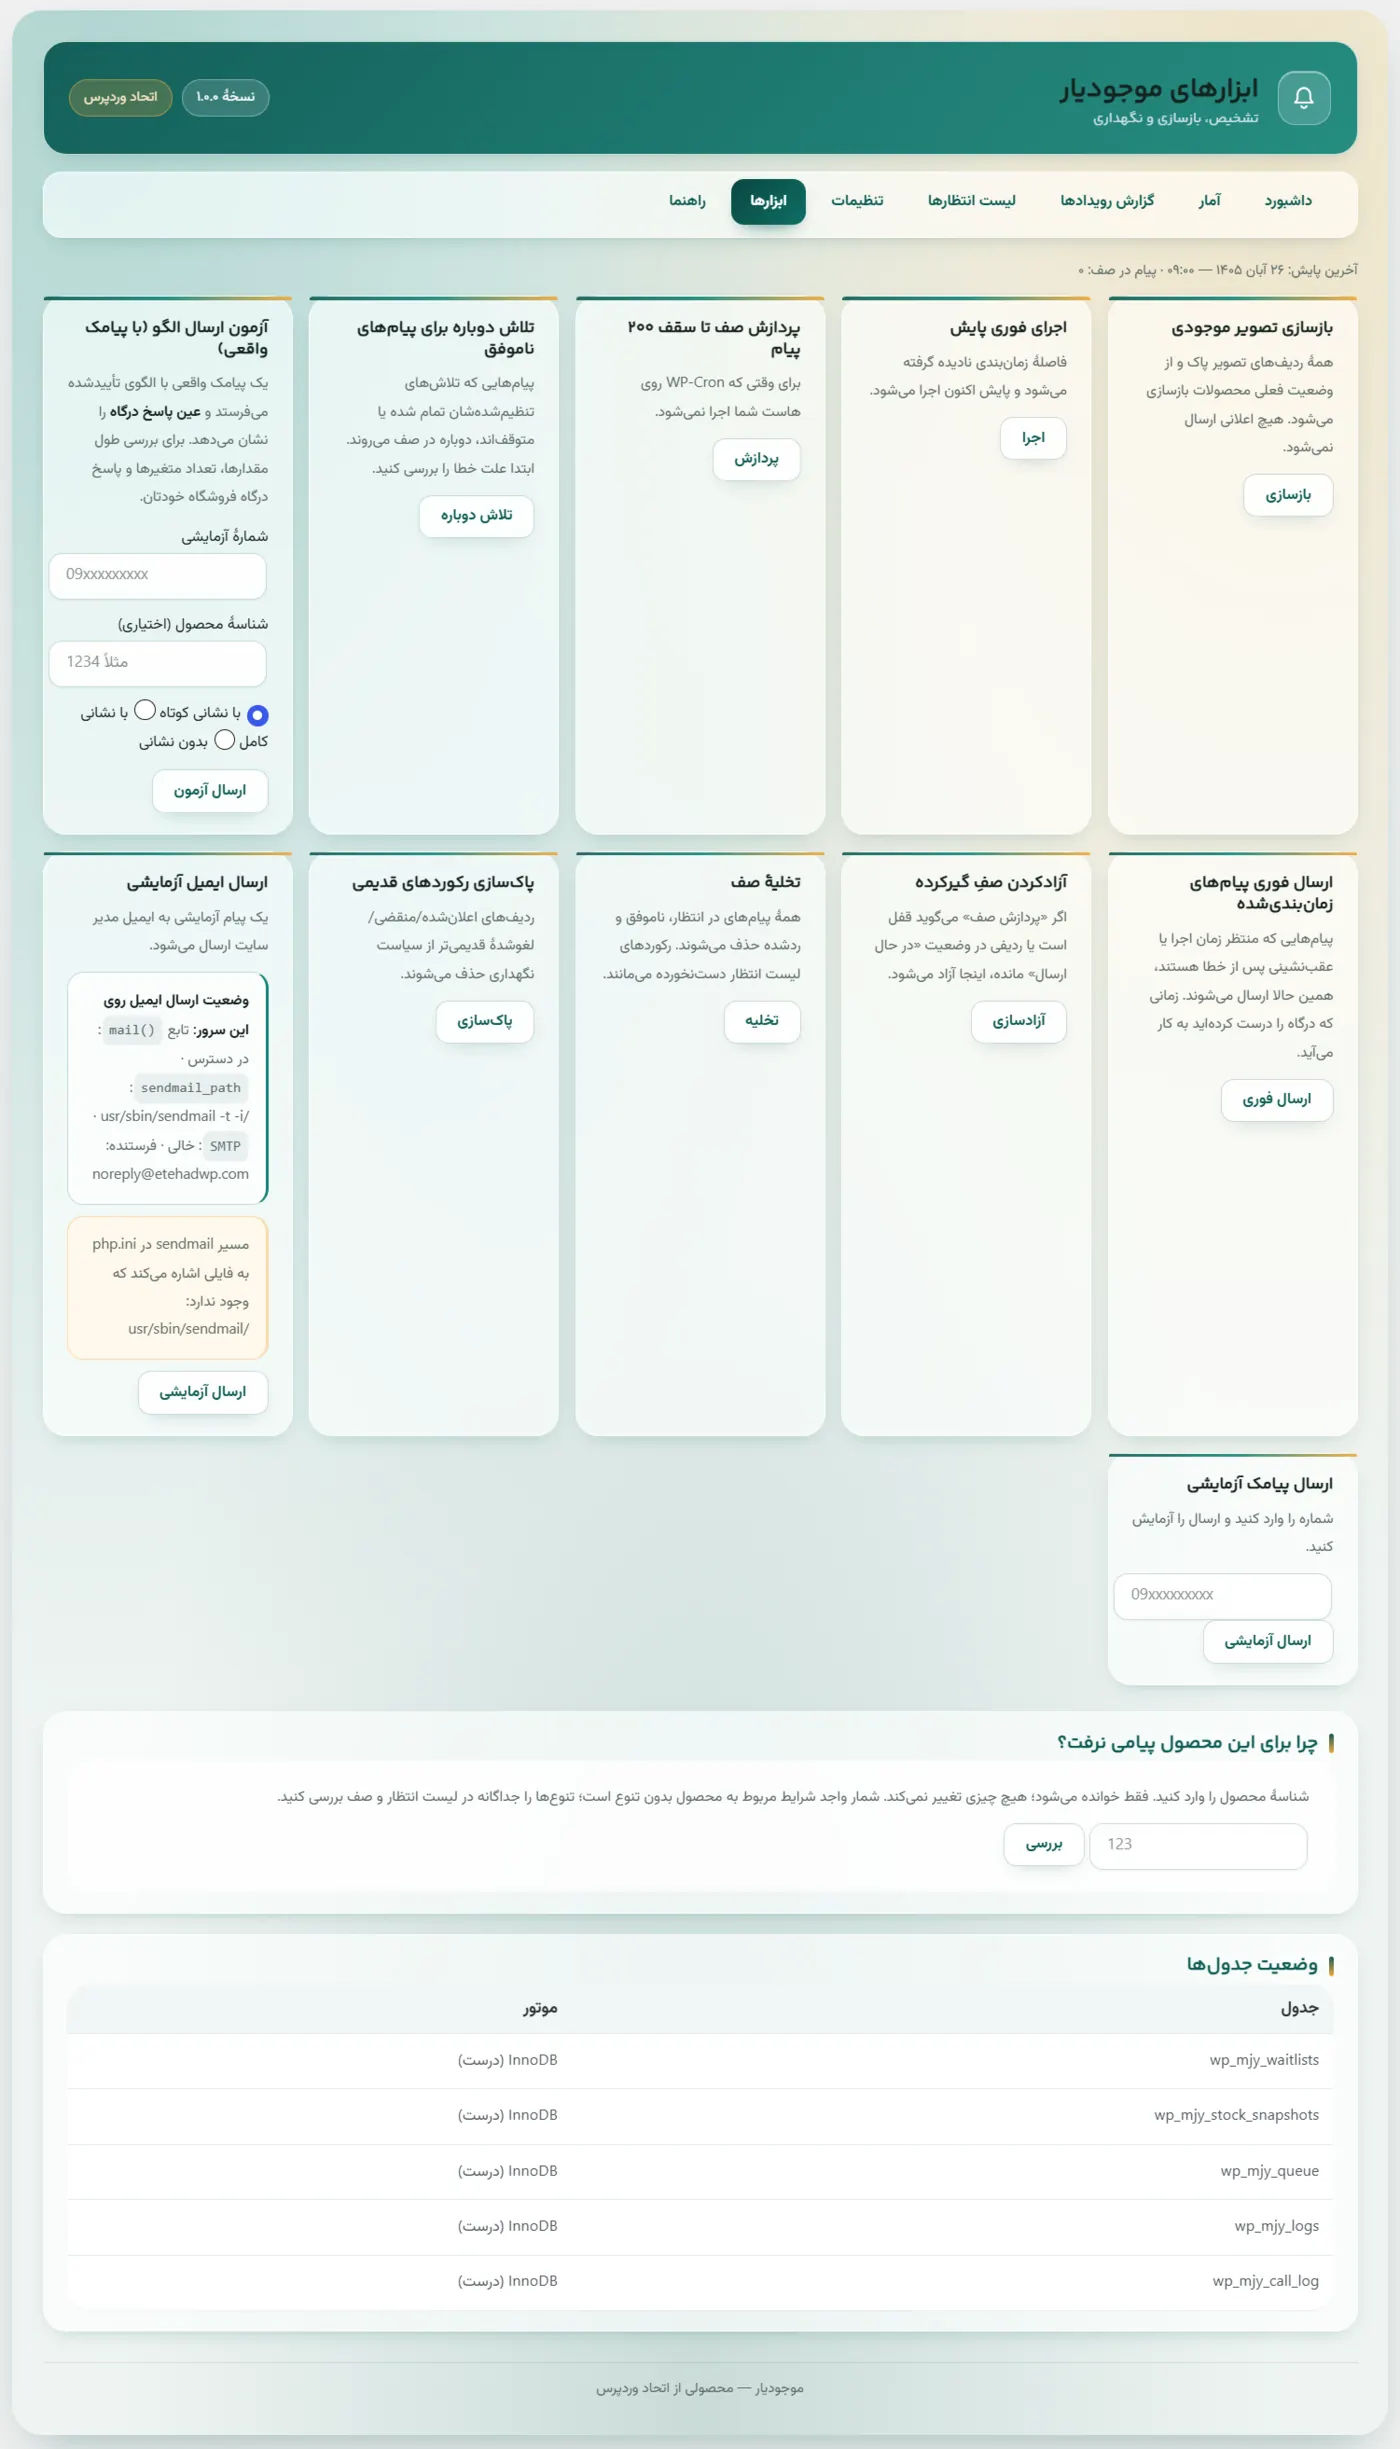 ابزارهای موجودیار
تشخیص، بازسازی و نگهداری
نسخهٔ ۱.۰.۰
اتحاد وردپرس
داشبورد
آمار
گزارش رویدادها
لیست انتظارها
تنظیمات
ابزارها
راهنما
آخرین پایش: ۲۶ آبان ۱۴۰۵ — ۰۹:۰۰ · پیام در صف: ۰
بازسازی تصویر موجودی
همهٔ ردیف‌های تصویر پاک و از
وضعیت فعلی محصولات بازسازی
می‌شود. هیچ اعلانی ارسال
نمی‌شود.
بازسازی
اجرای فوری پایش
فاصلهٔ زمان‌بندی نادیده گرفته
می‌شود و پایش اکنون اجرا می‌شود.
اجرا
پردازش صف تا سقف ۲۰۰
پیام
برای وقتی که WP-Cron روی
هاست شما اجرا نمی‌شود.
پردازش
تلاش دوباره برای پیام‌های
ناموفق
پیام‌هایی که تلاش‌های
تنظیم‌شده‌شان تمام شده یا
متوقف‌اند، دوباره در صف می‌روند.
ابتدا علت خطا را بررسی کنید.
تلاش دوباره
آزمون ارسال الگو (با پیامک
واقعی)
یک پیامک واقعی با الگوی تأییدشده
می‌فرستد و عین پاسخ درگاه را
نشان می‌دهد. برای بررسی طول
مقدارها، تعداد متغیرها و پاسخ
درگاه فروشگاه خودتان.
شمارهٔ آزمایشی
09xxxxxxxxx
شناسهٔ محصول (اختیاری)
مثلاً 1234
با نشانی کوتاه با نشانی
کامل بدون نشانی
ارسال آزمون
ارسال فوری پیام‌های
زمان‌بندی‌شده
پیام‌هایی که منتظر زمان اجرا یا
عقب‌نشینی پس از خطا هستند،
همین حالا ارسال می‌شوند. زمانی
که درگاه را درست کرده‌اید به کار
می‌آید.
ارسال فوری
آزادکردن صفِ گیرکرده
اگر «پردازش صف» می‌گوید قفل
است یا ردیفی در وضعیت «در حال
ارسال» مانده، اینجا آزاد می‌شود.
آزادسازی
تخلیهٔ صف
همهٔ پیام‌های در انتظار، ناموفق و
ردشده حذف می‌شوند. رکوردهای
لیست انتظار دست‌نخورده می‌مانند.
تخلیه
پاک‌سازی رکوردهای قدیمی
ردیف‌های اعلان‌شده/منقضی/
لغوشدهٔ قدیمی‌تر از سیاست
نگهداری حذف می‌شوند.
پاک‌سازی
ارسال ایمیل آزمایشی
یک پیام آزمایشی به ایمیل مدیر
سایت ارسال می‌شود.
وضعیت ارسال ایمیل روی
این سرور: تابع mail() :
در دسترس ·
sendmail_path :
/usr/sbin/sendmail -t -i ·
SMTP : خالی · فرستنده:
noreply@etehadwp.com
مسیر sendmail در php.ini
به فایلی اشاره می‌کند که
وجود ندارد:
/usr/sbin/sendmail
ارسال آزمایشی
ارسال پیامک آزمایشی
شماره را وارد کنید و ارسال را آزمایش
کنید.
09xxxxxxxxx
ارسال آزمایشی
چرا برای این محصول پیامی نرفت؟
شناسهٔ محصول را وارد کنید. فقط خوانده می‌شود؛ هیچ چیزی تغییر نمی‌کند. شمار واجد شرایط مربوط به محصول بدون تنوع است؛ تنوع‌ها را جداگانه در لیست انتظار و صف بررسی کنید.
123
بررسی
وضعیت جدول‌ها
جدول
موتور
wp_mjy_waitlists
InnoDB (درست)
wp_mjy_stock_snapshots
InnoDB (درست)
wp_mjy_queue
InnoDB (درست)
wp_mjy_logs
InnoDB (درست)
wp_mjy_call_log
InnoDB (درست)
موجودیار — محصولی از اتحاد وردپرس